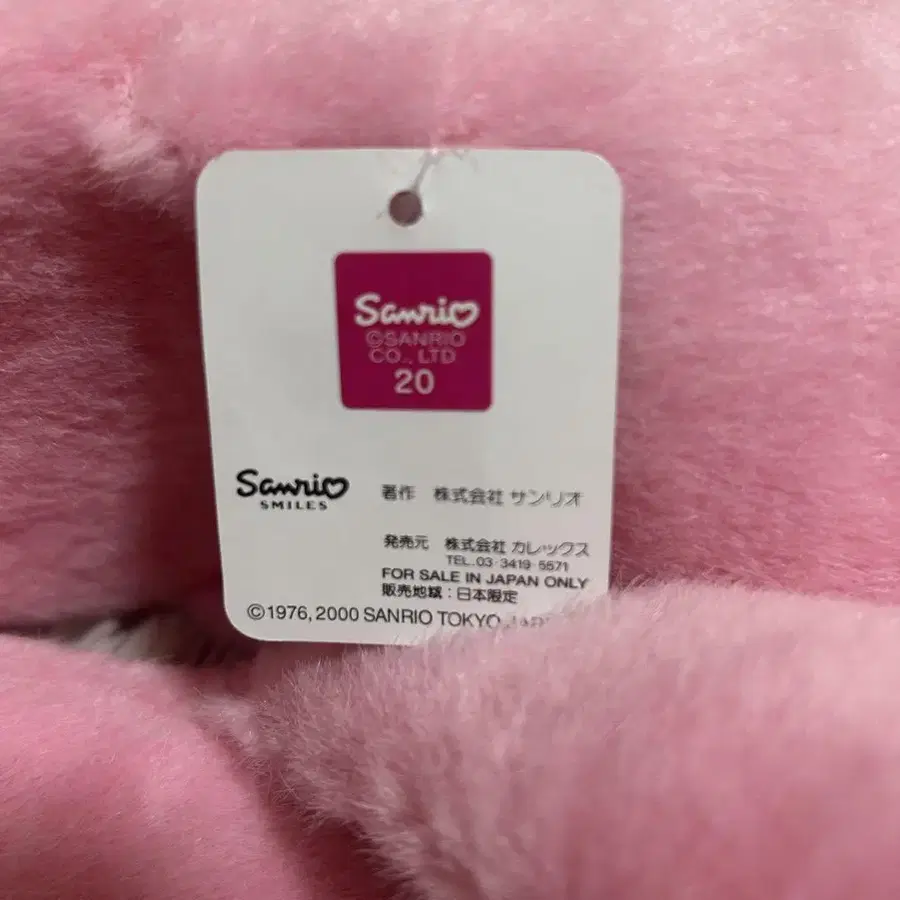 Sanrio
©SANRIO
CO., LTD
20
Sanrio
SMILES
著作 株式会社 サンリオ
発売元 株式会社 カレックス
TEL.03-3419-5571
FOR SALE IN JAPAN ONLY
販売地域:日本限定
©1976, 2000 SANRIO TOKYO, JAPAN